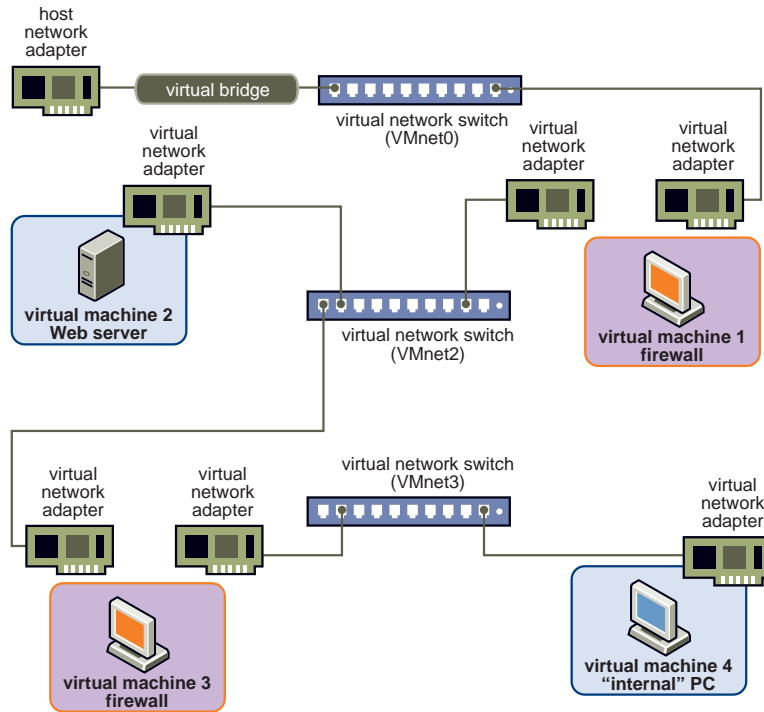 host
network
adapter
virtual bridge
virtual network switch
(VMnet0)
virtual
network
adapter
virtual
network
adapter
virtual
network
adapter
virtual machine 2
Web server
virtual network switch
(VMnet2)
virtual machine 1
firewall
virtual
network
adapter
virtual
network
adapter
virtual network switch
(VMnet3)
virtual
network
adapter
virtual machine 3
firewall
virtual machine 4
“internal” PC